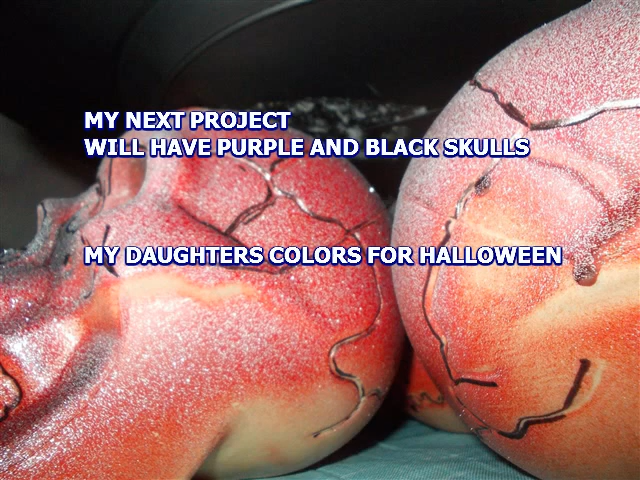 MY NEXT PROJECT
WILL HAVE PURPLE AND BLACK SKULLS
MY DAUGHTERS COLORS FOR HALLOWEEN